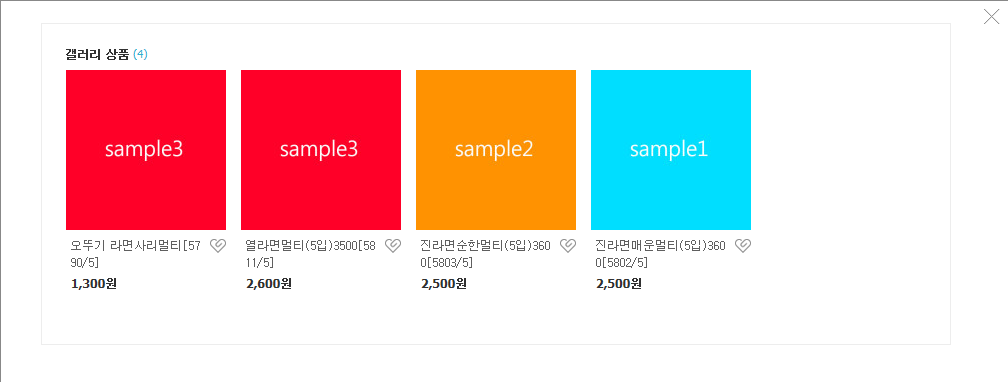 갤러리 상품 (4)
sample3
sample3
sample2
sample1
오뚜기 라면사리멀티[57
90/5]
1,300원
열라면멀티(5입)3500[58
11/5]
2,600원
진라면순한멀티(5입)360
0[5803/5]
2,500원
진라면매운멀티(5입)360
0[5802/5]
2,500원